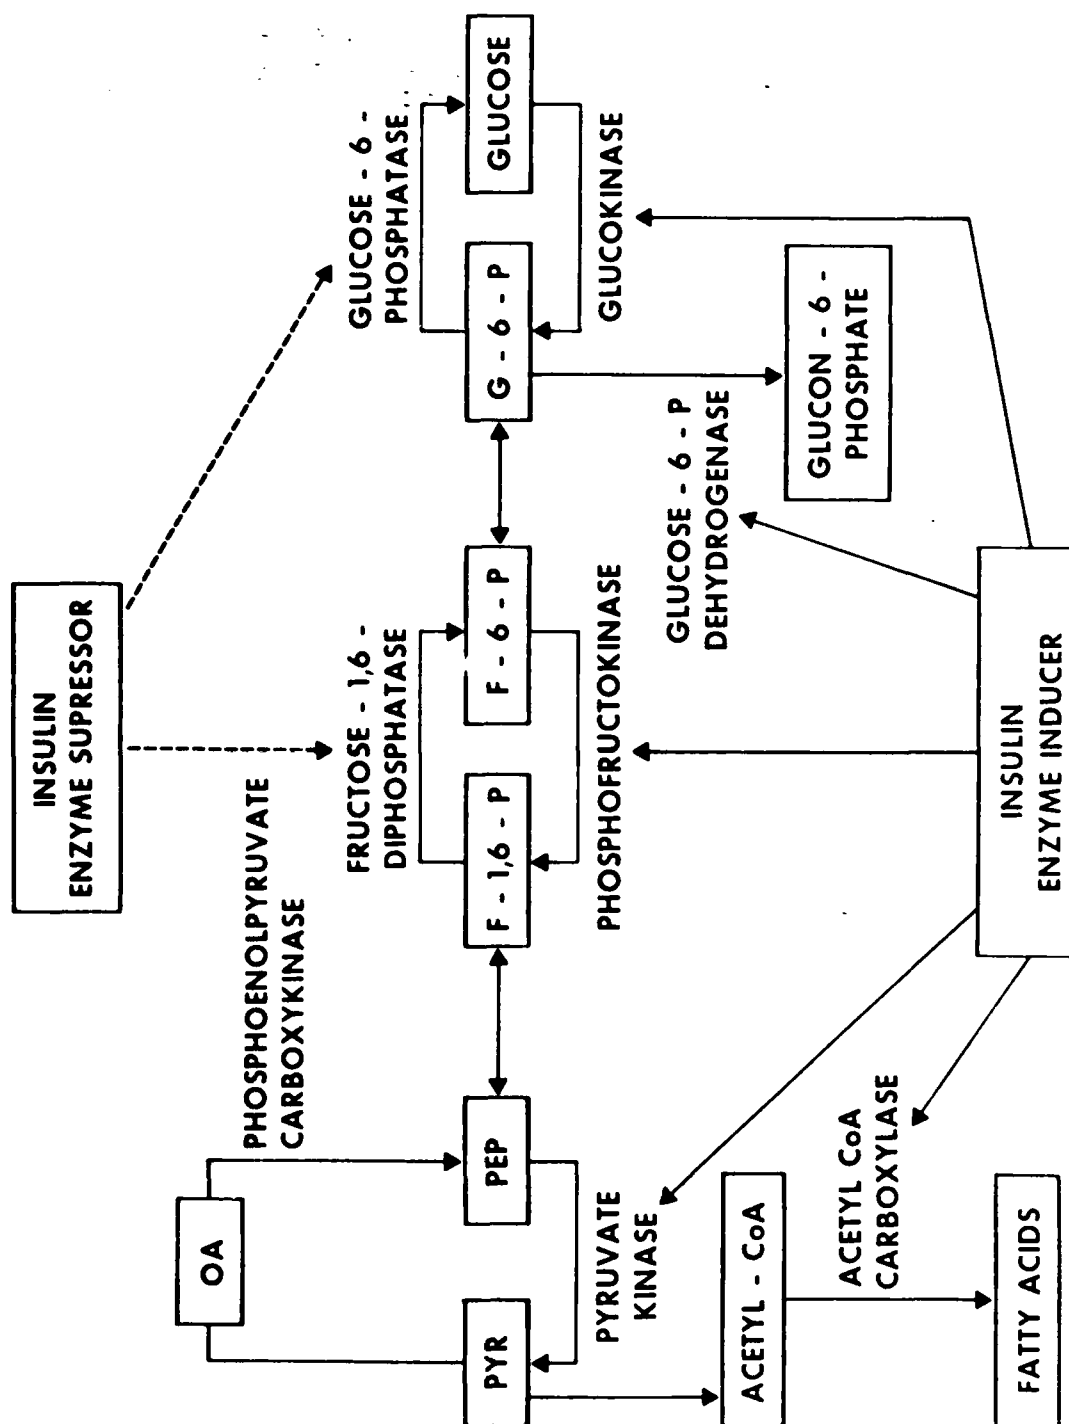 INSULIN
ENZYME SUPRESSOR
OA
PHOSPHOENOLPYRUVATE
CARBOXYKINASE
FRUCTOSE - 1,6 -
DIPHOSPHATASE
GLUCOSE - 6 -
PHOSPHATASE
PYR
PEP
F - 1,6 - P
F - 6 - P
G - 6 - P
GLUCOSE
PYRUVATE
KINASE
PHOSPHOFRUCTOKINASE
GLUCOKINASE
GLUCOSE - 6 - P
DEHYDROGENASE
ACETYL - CoA
GLUCON - 6 -
PHOSPHATE
ACETYL CoA
CARBOXYLASE
FATTY ACIDS
INSULIN
ENZYME INDUCER